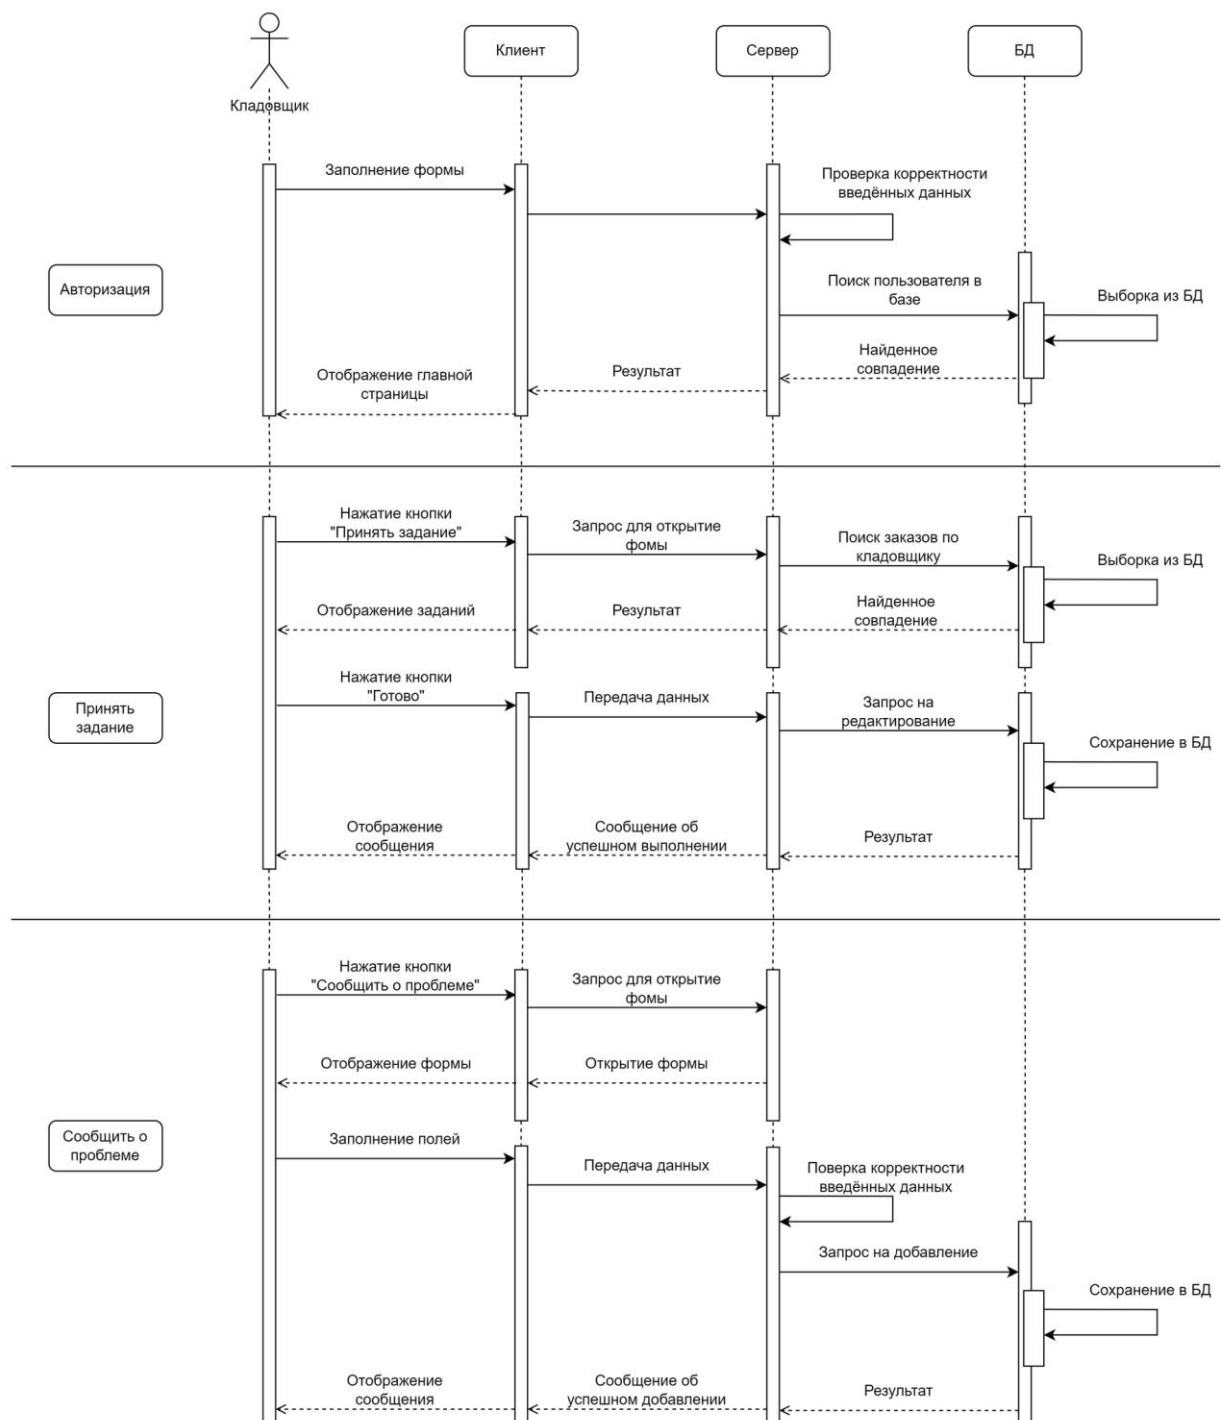 Клиент
Сервер
БД
Кладовщик
Заполнение формы
Проверка корректности
введённых данных
Авторизация
Поиск пользователя в
базе
Выборка из БД
Найденное
совпадение
Результат
Отображение главной
страницы
Нажатие кнопки
"Принять задание"
Запрос для открытие
фомы
Поиск заказов по
кладовщику
Выборка из БД
Найденное
совпадение
Результат
Отображение заданий
Принять
задание
Нажатие кнопки
"Готово"
Передача данных
Запрос на
редактирование
Сохранение в БД
Результат
Сообщение об
успешном выполнении
Отображение
сообщения
Нажатие кнопки
"Сообщить о проблеме"
Запрос для открытие
фомы
Открытие формы
Отображение формы
Сообщить о
проблеме
Заполнение полей
Передача данных
Поверка корректности
введённых данных
Запрос на добавление
Сохранение в БД
Результат
Сообщение об
успешном добавлении
Отображение
сообщения